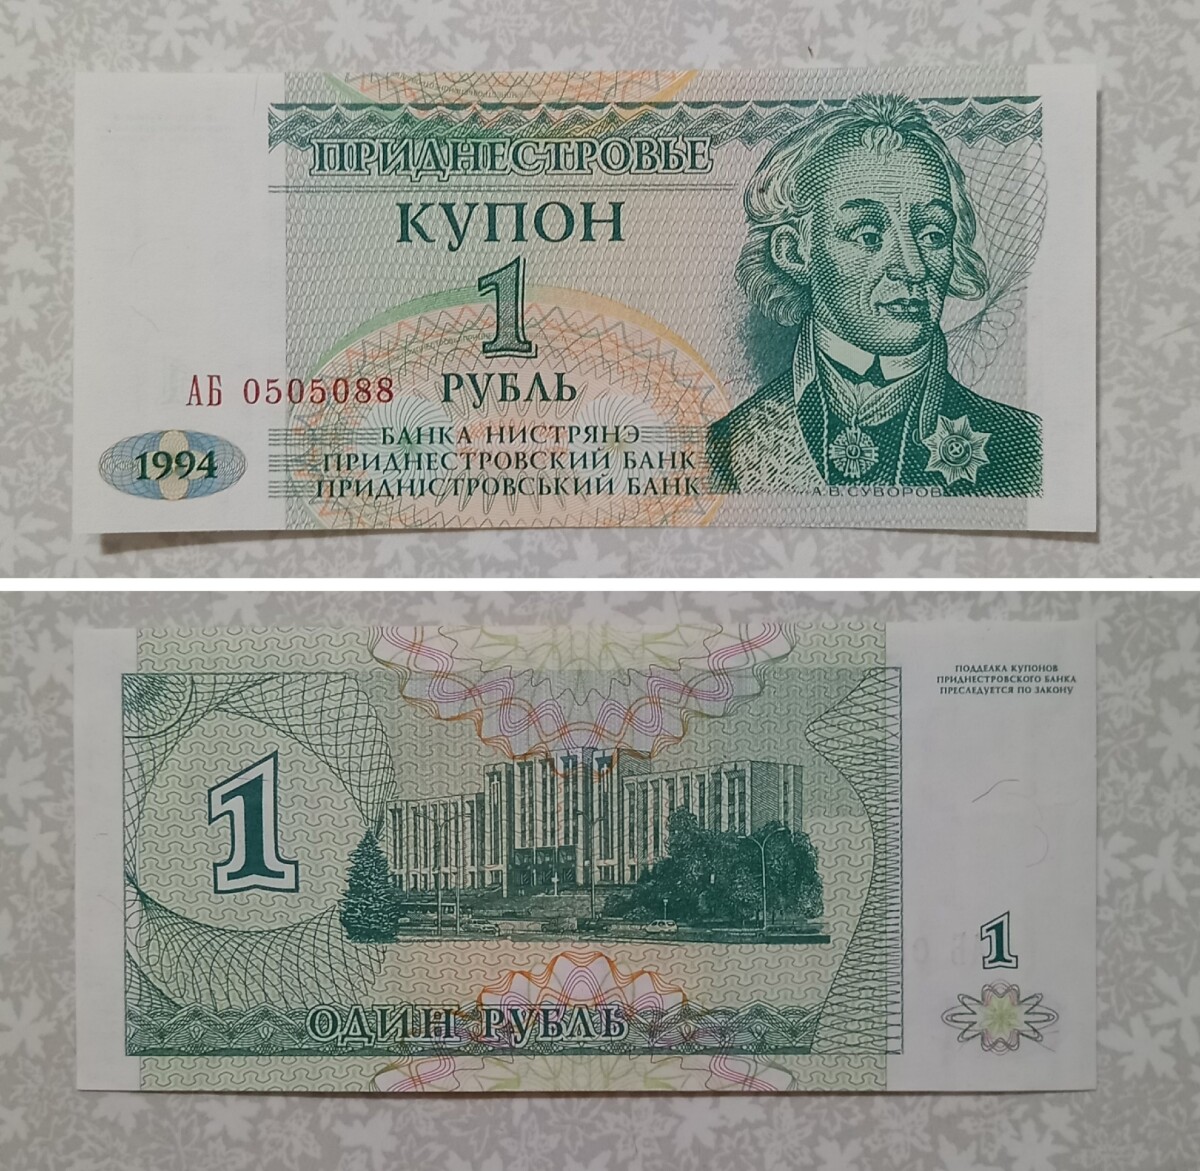 ПРИДНЕСТРОВЬЕ
КУПОН
1
РУБЛЬ
АБ 0505088
1994
БАНКА НИСТРЯНЭ
ПРИДНЕСТРОВСКИЙ БАНК
ПРИДНІСТРОВСЬКИЙ БАНК
А.В.СУВОРОВ
ПОДДЕЛКА КУПОНОВ
ПРИДНЕСТРОВСКОГО БАНКА
ПРЕСЛЕДУЕТСЯ ПО ЗАКОНУ
1
1
ОДИН РУБЛЬ